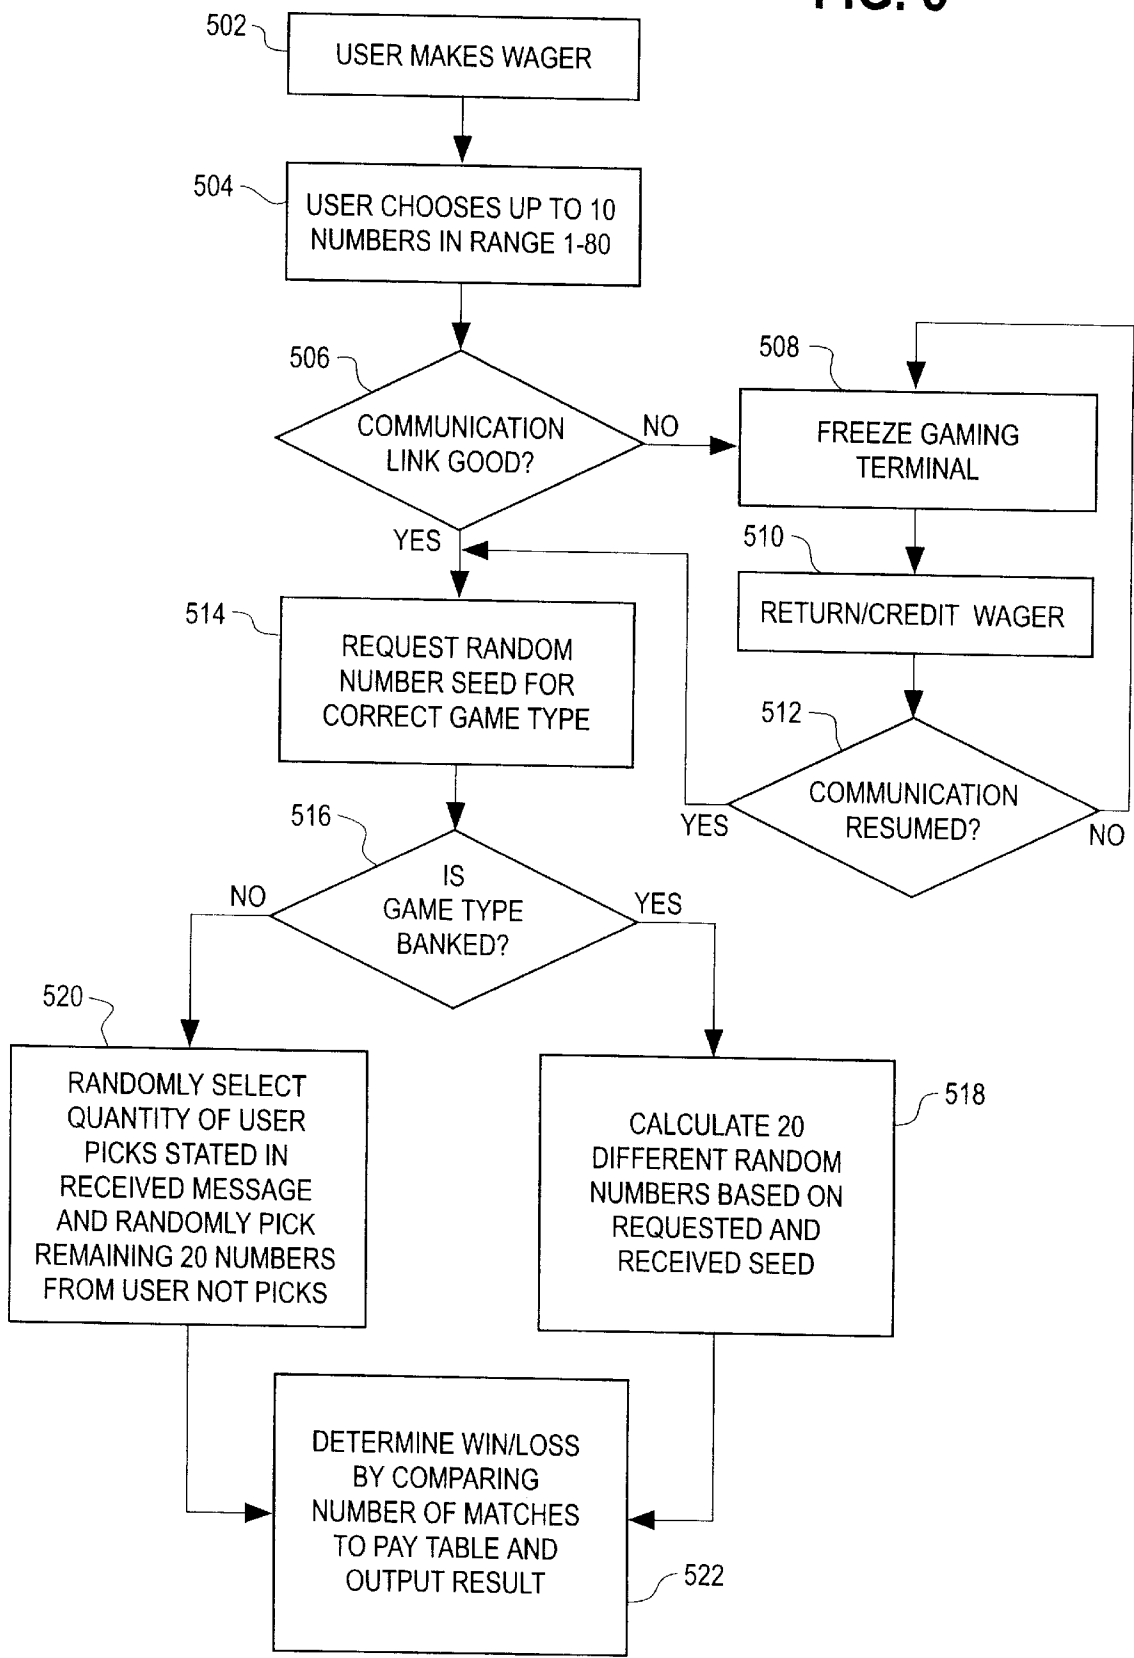 502
USER MAKES WAGER
504
USER CHOOSES UP TO 10
NUMBERS IN RANGE 1-80
506
COMMUNICATION
LINK GOOD?
NO
YES
508
FREEZE GAMING
TERMINAL
510
RETURN/CREDIT WAGER
512
COMMUNICATION
RESUMED?
YES
NO
514
REQUEST RANDOM
NUMBER SEED FOR
CORRECT GAME TYPE
516
IS
GAME TYPE
BANKED?
NO
YES
520
RANDOMLY SELECT
QUANTITY OF USER
PICKS STATED IN
RECEIVED MESSAGE
AND RANDOMLY PICK
REMAINING 20 NUMBERS
FROM USER NOT PICKS
518
CALCULATE 20
DIFFERENT RANDOM
NUMBERS BASED ON
REQUESTED AND
RECEIVED SEED
DETERMINE WIN/LOSS
BY COMPARING
NUMBER OF MATCHES
TO PAY TABLE AND
OUTPUT RESULT
522